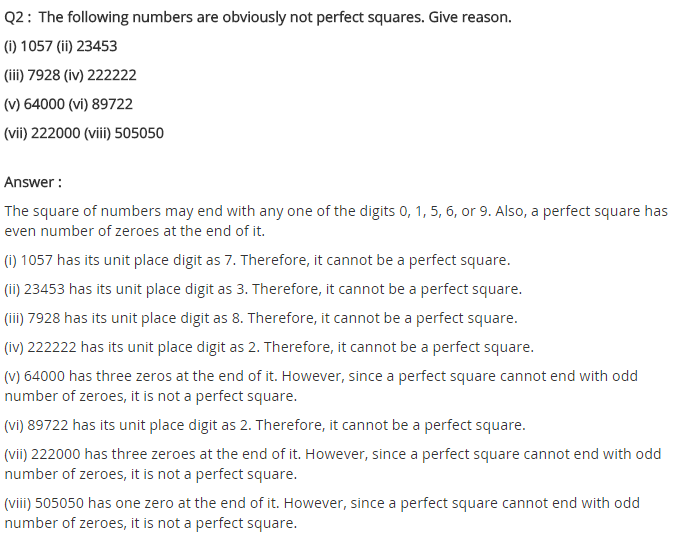 Q2 : The following numbers are obviously not perfect squares. Give reason.
(i) 1057 (ii) 23453
(iii) 7928 (iv) 222222
(v) 64000 (vi) 89722
(vii) 222000 (viii) 505050
Answer :
The square of numbers may end with any one of the digits 0, 1, 5, 6, or 9. Also, a perfect square has
even number of zeroes at the end of it.
(i) 1057 has its unit place digit as 7. Therefore, it cannot be a perfect square.
(ii) 23453 has its unit place digit as 3. Therefore, it cannot be a perfect square.
(iii) 7928 has its unit place digit as 8. Therefore, it cannot be a perfect square.
(iv) 222222 has its unit place digit as 2. Therefore, it cannot be a perfect square.
(v) 64000 has three zeros at the end of it. However, since a perfect square cannot end with odd
number of zeroes, it is not a perfect square.
(vi) 89722 has its unit place digit as 2. Therefore, it cannot be a perfect square.
(vii) 222000 has three zeroes at the end of it. However, since a perfect square cannot end with odd
number of zeroes, it is not a perfect square.
(viii) 505050 has one zero at the end of it. However, since a perfect square cannot end with odd
number of zeroes, it is not a perfect square.